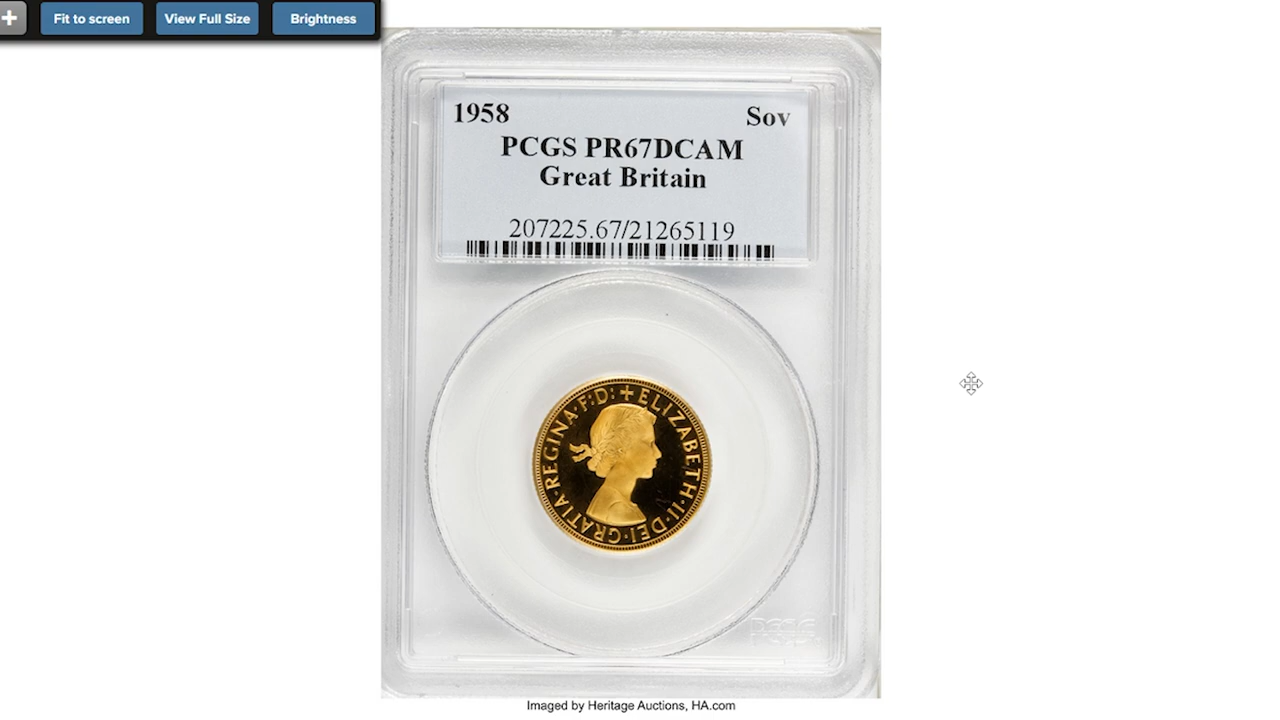 Fit to screen
View Full Size
Brightness
1958 Sov
PCGS PR67DCAM
Great Britain
207225.67/21265119
ELIZABETH·II·DEI·GRATIA·REGINA·F:D:
PCGS
Imaged by Heritage Auctions, HA.com